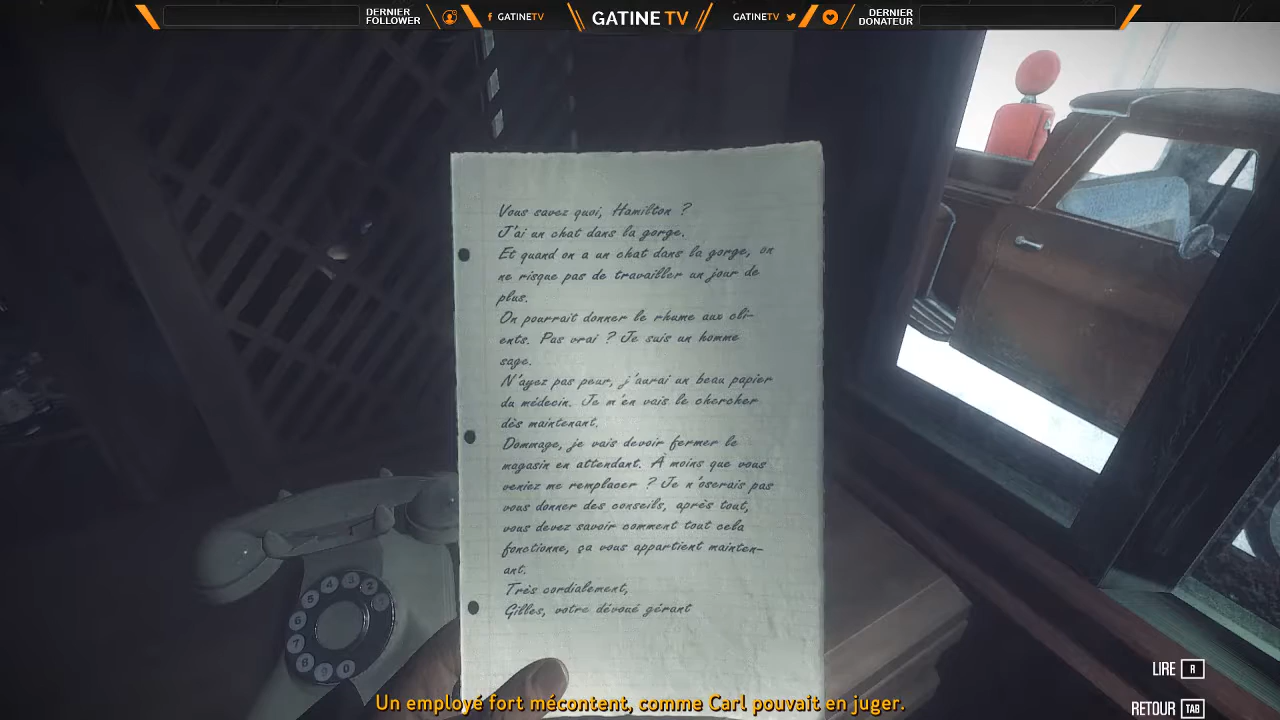 DERNIER
FOLLOWER
GATINETV
GATINE TV
GATINETV
DERNIER
DONATEUR
Vous savez quoi, Hamilton ?
J'ai un chat dans la gorge.
Et quand on a un chat dans la gorge, on
ne risque pas de travailler un jour de
plus.
On pourrait donner le rhume aux cli-
ents. Pas vrai ? Je suis un homme
sage.
N'ayez pas peur, j'aurai un beau papier
du médecin. Je m'en vais le chercher
dès maintenant.
Dommage, je vais devoir fermer le
magasin en attendant. À moins que vous
veniez me remplacer ? Je n'oserais pas
vous donner des conseils, après tout,
vous devez savoir comment tout cela
fonctionne, ça vous appartient mainten-
ant.
Très cordialement,
Gilles, votre dévoué gérant
LIRE R
Un employé fort mécontent, comme Carl pouvait en juger.
RETOUR TAB